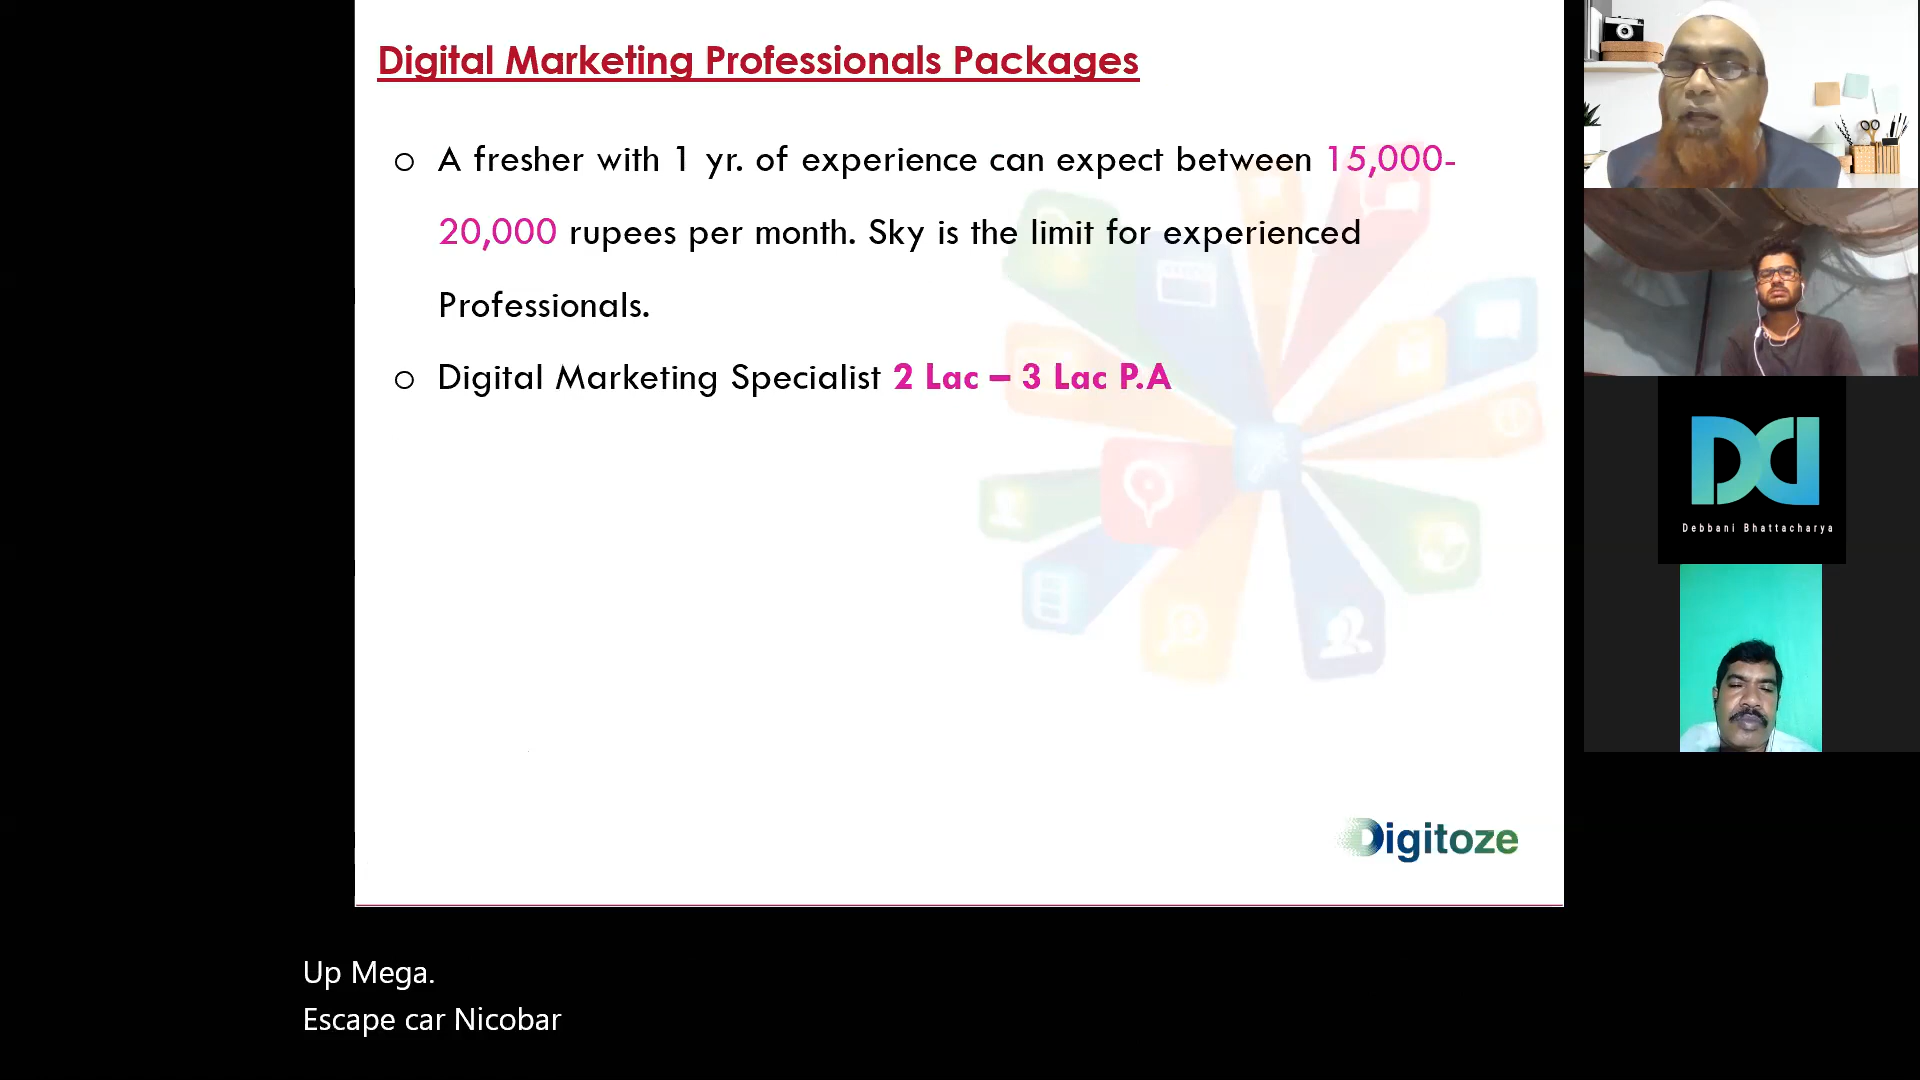 Digital Marketing Professionals Packages
○ A fresher with 1 yr. of experience can expect between 15,000-
20,000 rupees per month. Sky is the limit for experienced
Professionals.
○ Digital Marketing Specialist 2 Lac – 3 Lac P.A
Digitoze
DD
Debbani Bhattacharya
Up Mega.
Escape car Nicobar